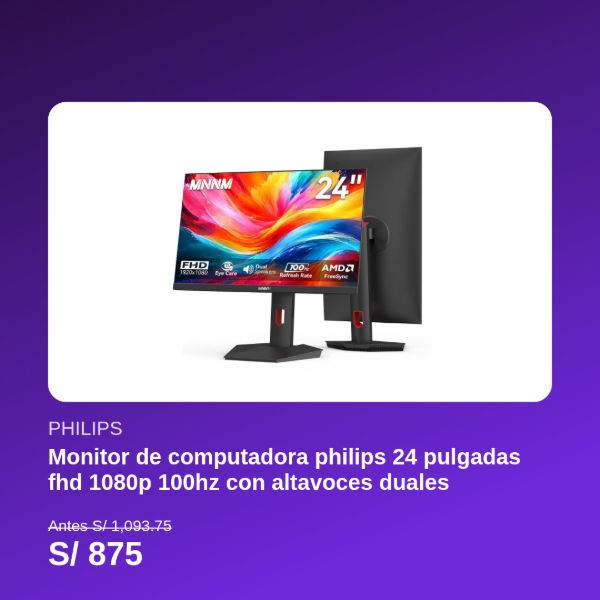 MNNM
24"
FHD
1920x1080
Eye Care
Dual
Speakers
100Hz
Refresh Rate
AMD
FreeSync
MNNM
PHILIPS
Monitor de computadora philips 24 pulgadas
fhd 1080p 100hz con altavoces duales
Antes S/ 1,093.75
S/ 875